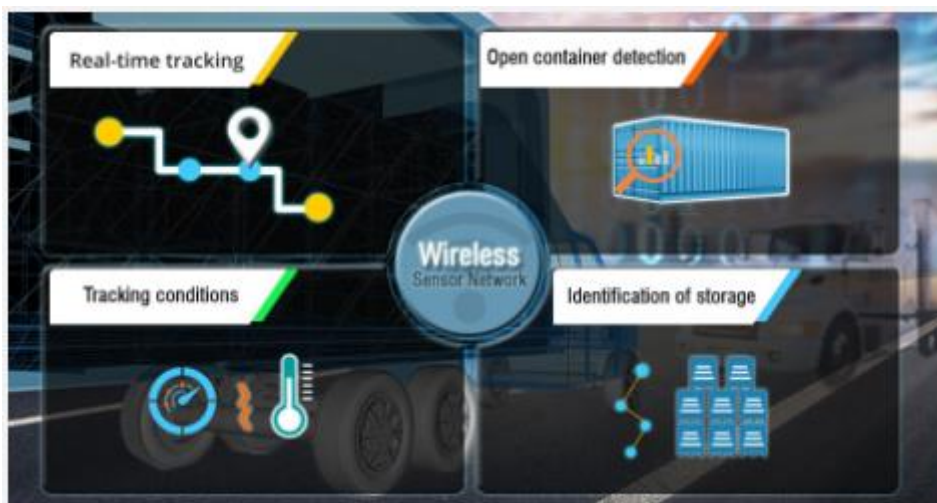 Real-time tracking
Open container detection
Wireless
Sensor Network
Tracking conditions
Identification of storage